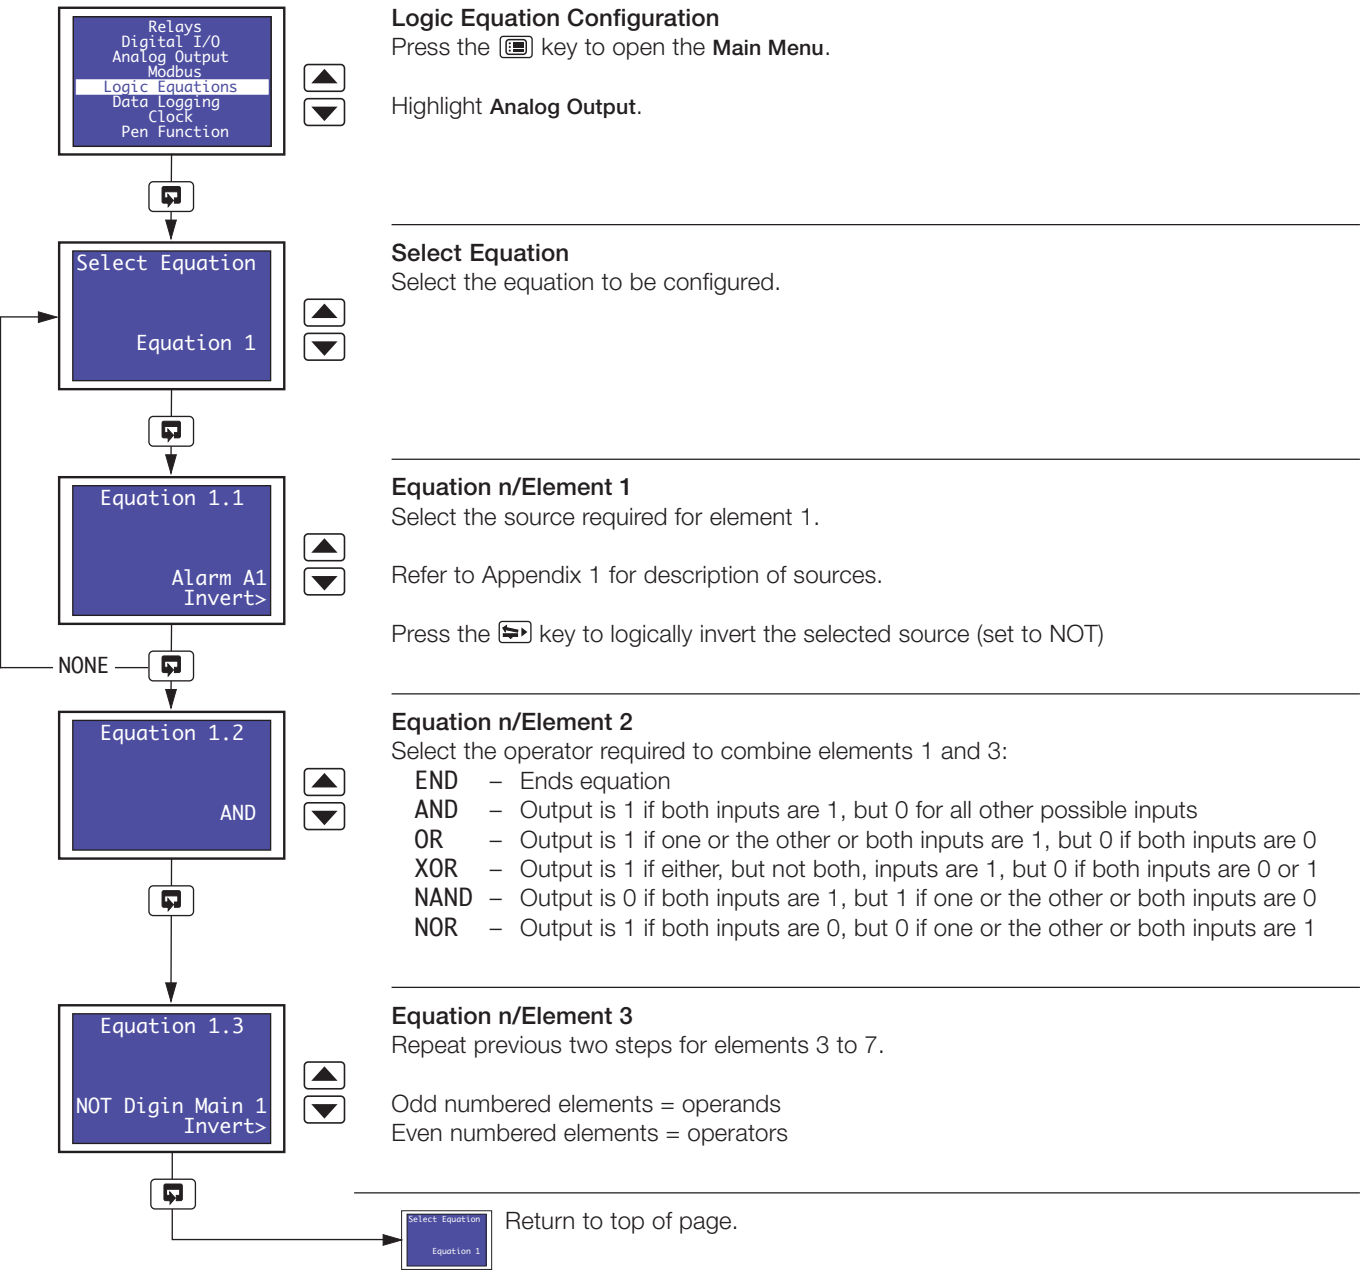 Relays
Digital I/O
Analog Output
Modbus
Logic Equations
Data Logging
Clock
Pen Function
Logic Equation Configuration
Press the key to open the Main Menu.
Highlight Analog Output.
Select Equation
Equation 1
Select Equation
Select the equation to be configured.
Equation 1.1
Alarm A1
Invert>
Equation n/Element 1
Select the source required for element 1.
Refer to Appendix 1 for description of sources.
Press the key to logically invert the selected source (set to NOT)
NONE
Equation 1.2
AND
Equation n/Element 2
Select the operator required to combine elements 1 and 3:
END – Ends equation
AND – Output is 1 if both inputs are 1, but 0 for all other possible inputs
OR – Output is 1 if one or the other or both inputs are 1, but 0 if both inputs are 0
XOR – Output is 1 if either, but not both, inputs are 1, but 0 if both inputs are 0 or 1
NAND – Output is 0 if both inputs are 1, but 1 if one or the other or both inputs are 0
NOR – Output is 1 if both inputs are 0, but 0 if one or the other or both inputs are 1
Equation 1.3
NOT Digin Main 1
Invert>
Equation n/Element 3
Repeat previous two steps for elements 3 to 7.
Odd numbered elements = operands
Even numbered elements = operators
Select Equation
Equation 1
Return to top of page.